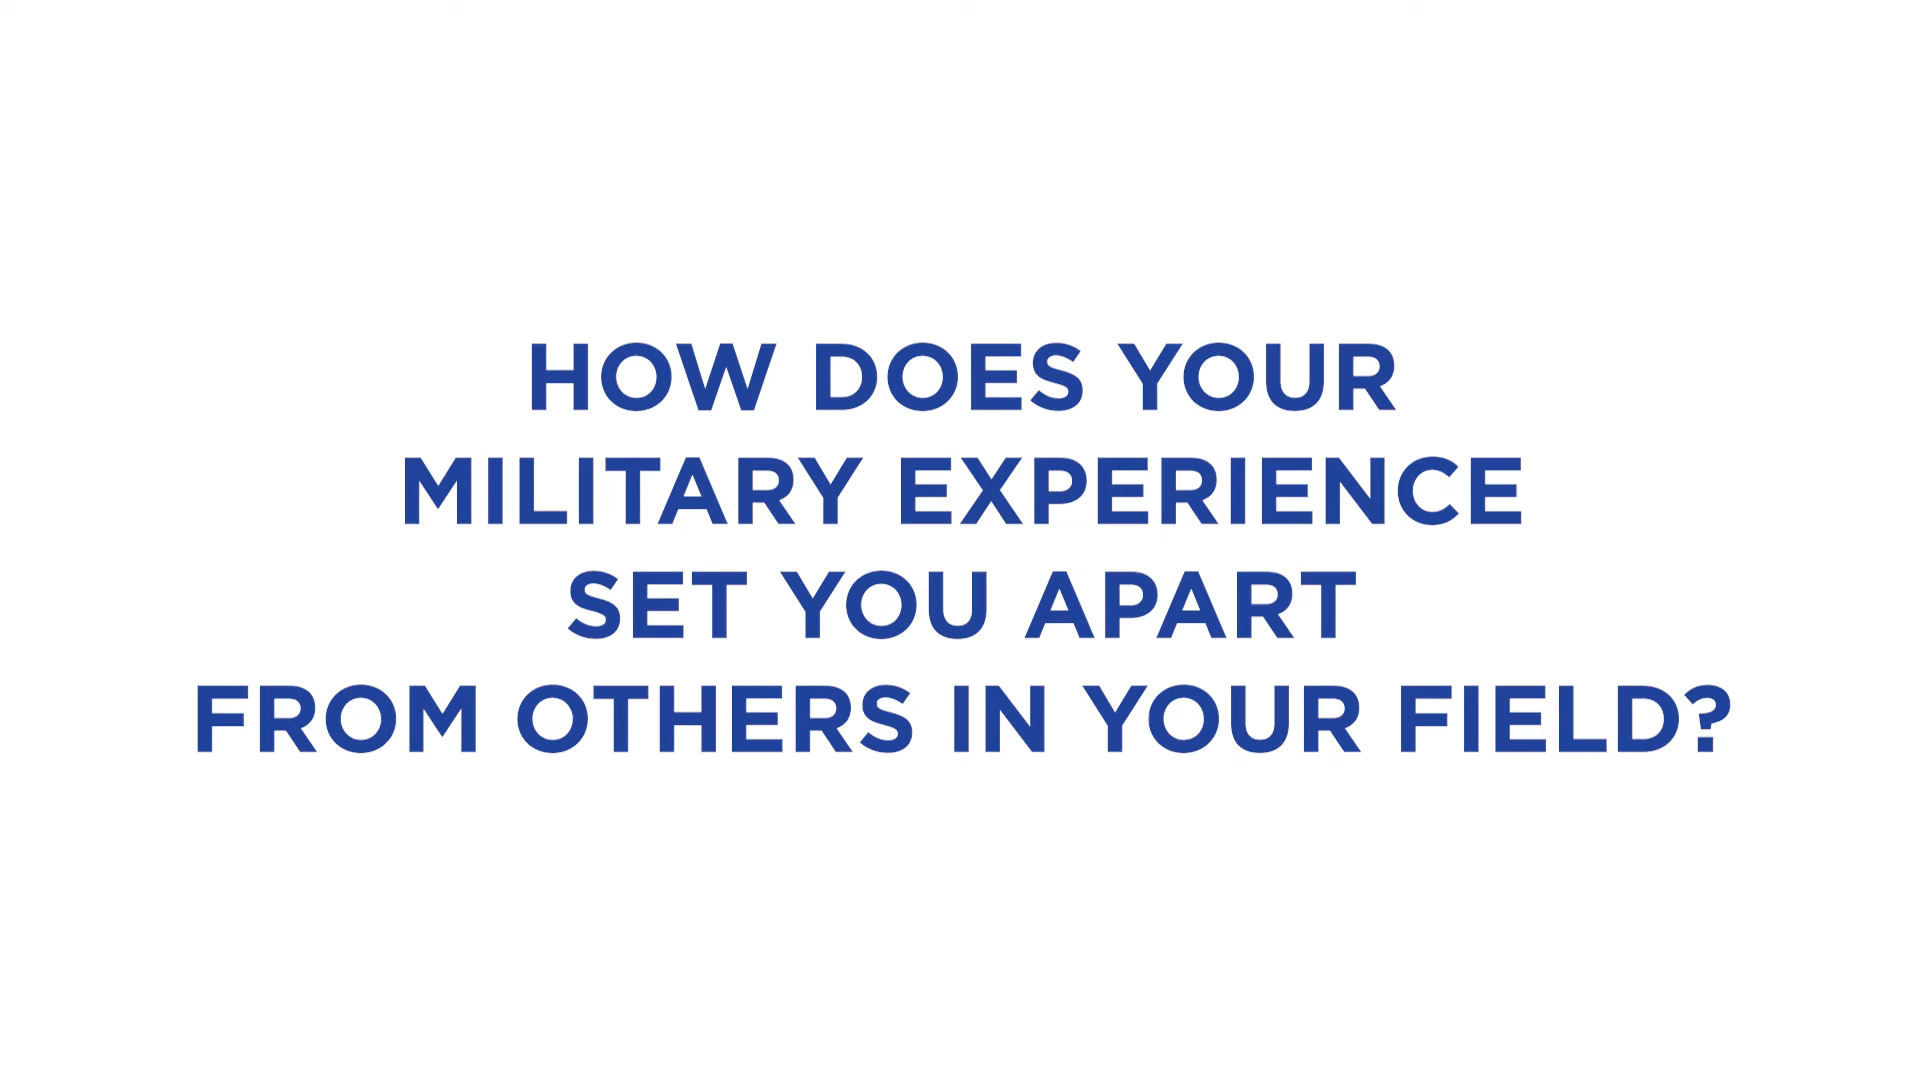 HOW DOES YOUR
MILITARY EXPERIENCE
SET YOU APART
FROM OTHERS IN YOUR FIELD?